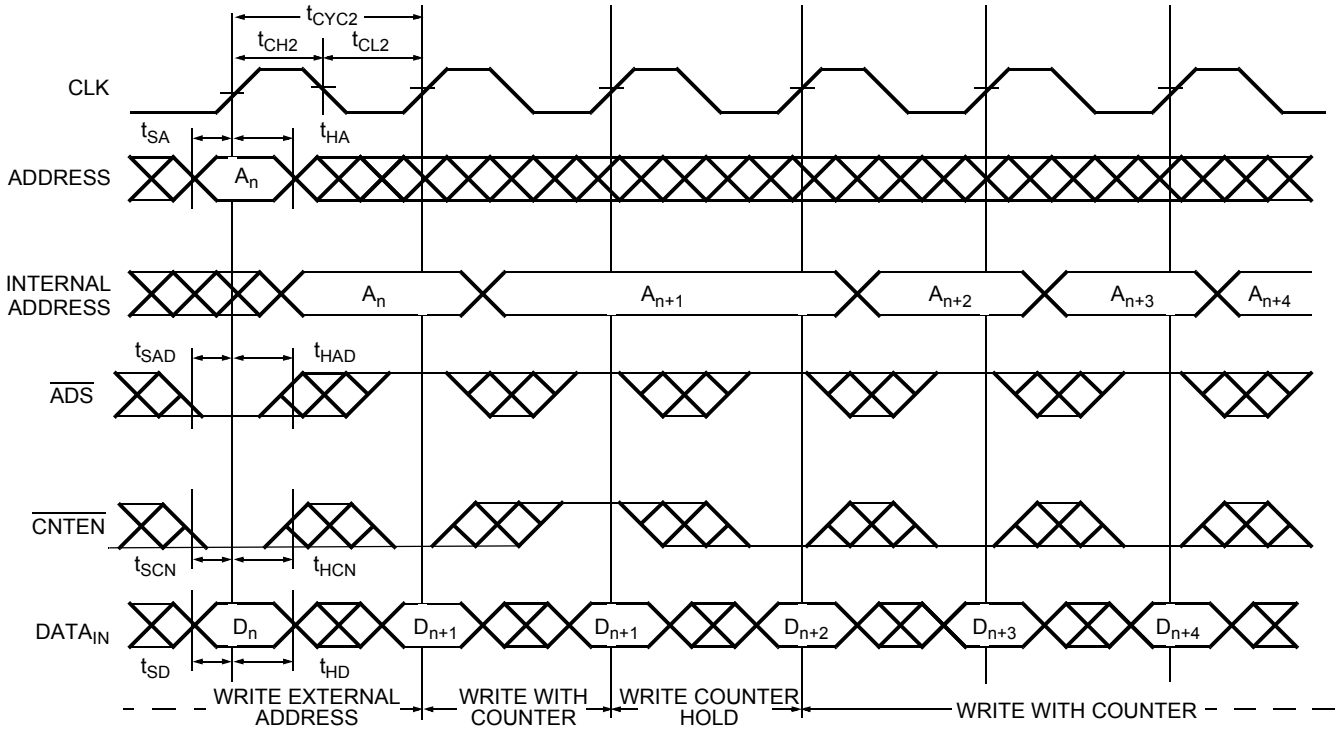 tCYC2
tCH2 tCL2
CLK
tSA tHA
ADDRESS An
INTERNAL
ADDRESS
An An+1 An+2 An+3 An+4
tSAD tHAD
ADS
CNTEN
tSCN tHCN
DATAIN Dn Dn+1 Dn+1 Dn+2 Dn+3 Dn+4
tSD tHD
WRITE EXTERNAL
ADDRESS
WRITE WITH
COUNTER
WRITE COUNTER
HOLD
WRITE WITH COUNTER